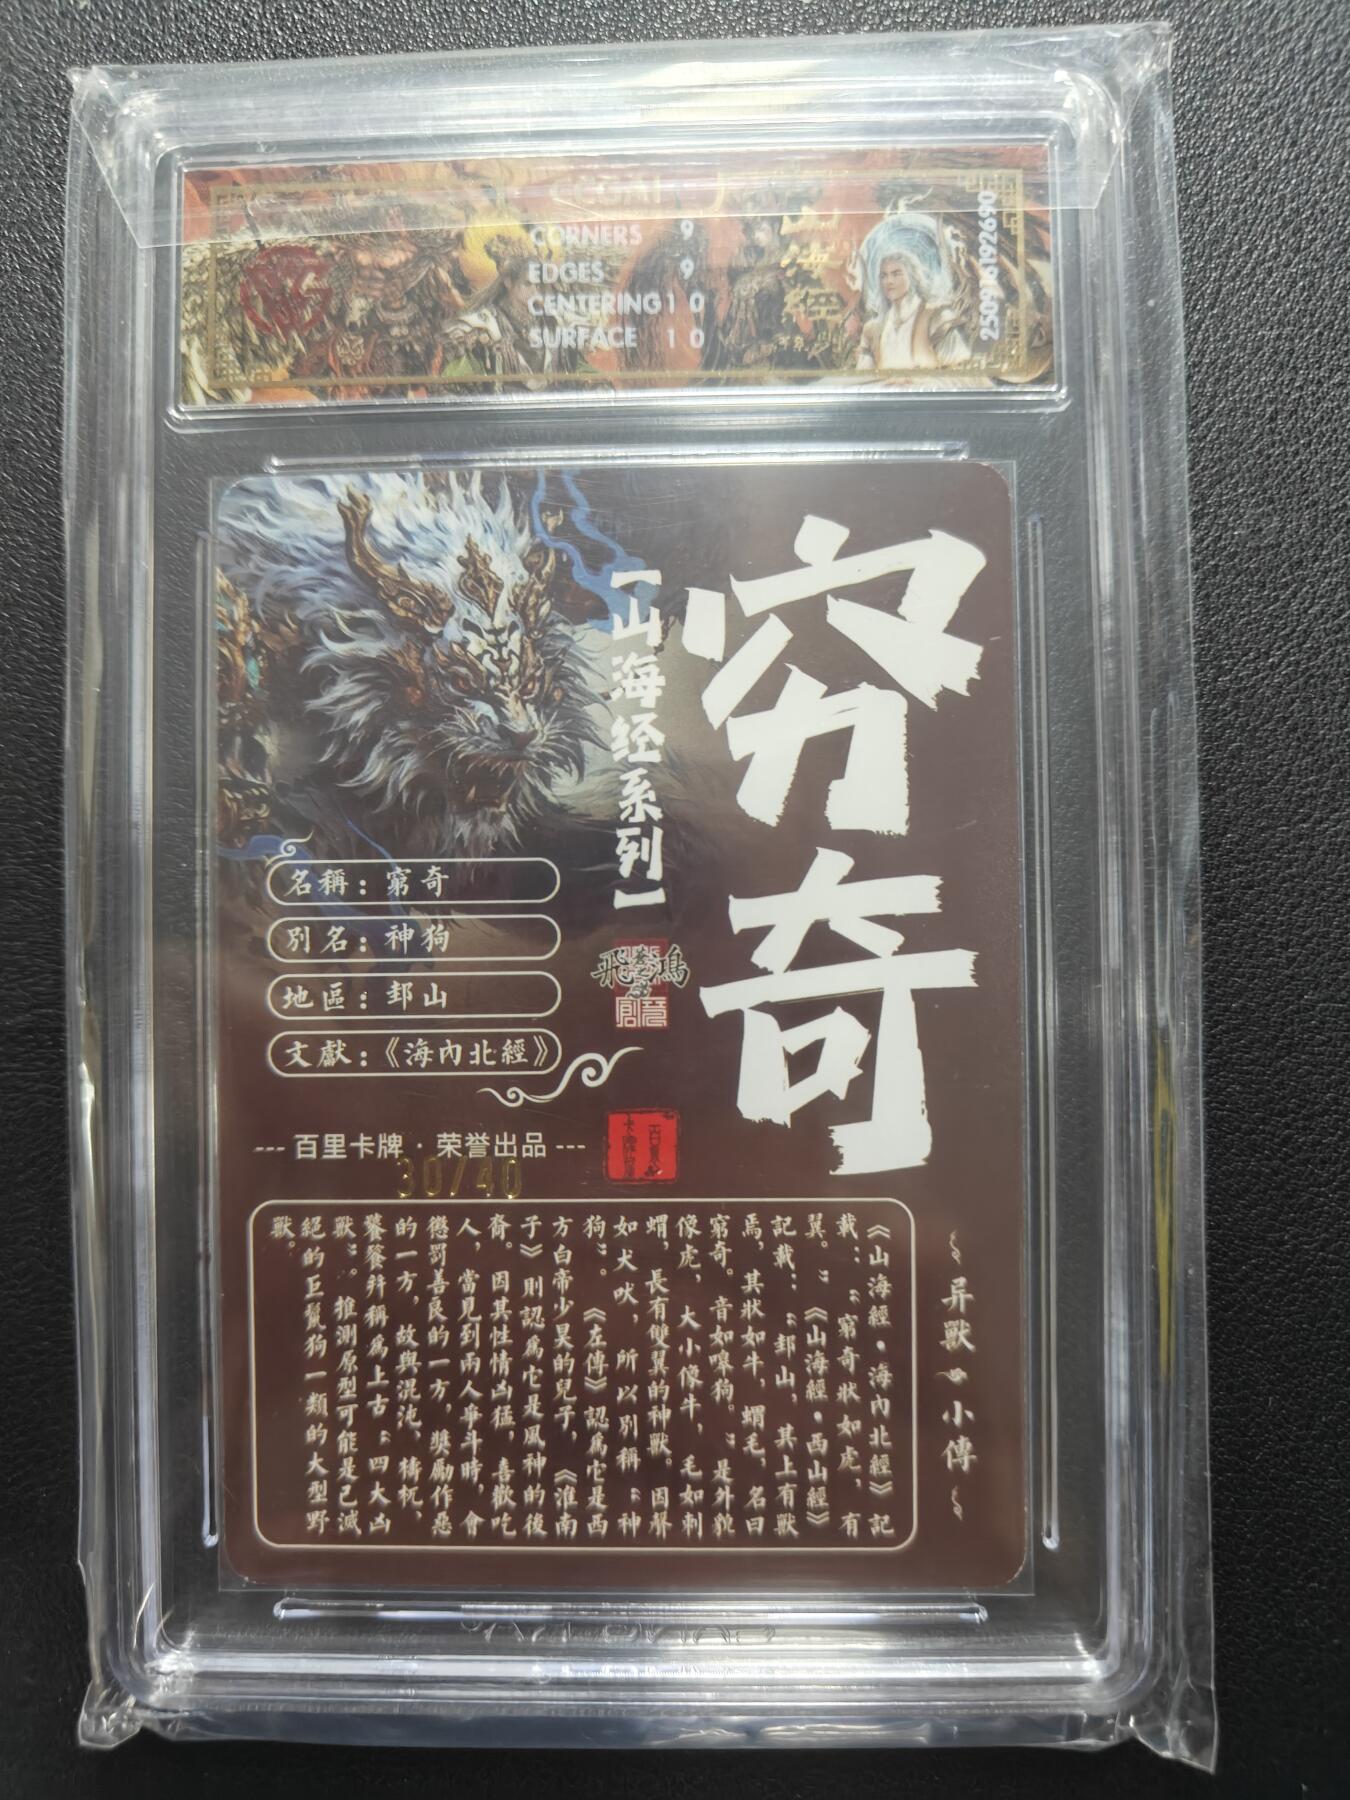 CORNERS 9
EDGES 9
CENTERING 10
SURFACE 10
山海經
250916192690
穷奇
【山海经系列】
名稱：窮奇
別名：神狗
地區：邽山
文獻：《海內北經》
飛鴻
--- 百里卡牌 · 荣誉出品 ---
30/40
异獸 小傳
《山海經·海內北經》記
載：“窮奇狀如虎，有
翼。”《山海經·西山經》
記載：“邽山，其上有獸
焉，其狀如牛，蝟毛，名曰
窮奇。音如嗥狗。”是外貌
像虎，大小像牛，毛如刺
蝟，長有雙翼的神獸。因聲
如犬吠，所以別稱“神
狗”。《左傳》認爲它是西
方白帝少昊的兒子，《淮南
子》則認爲它是風神的後
裔。因其性情凶猛，喜歡吃
人，當見到兩人爭斗時，會
懲罰善良的一方，獎勵作惡
的一方，故與混沌、檮杌、
饕餮幷稱爲上古“四大凶
獸”。推測原型可能是已滅
絕的巨鬣狗一類的大型野
獸。